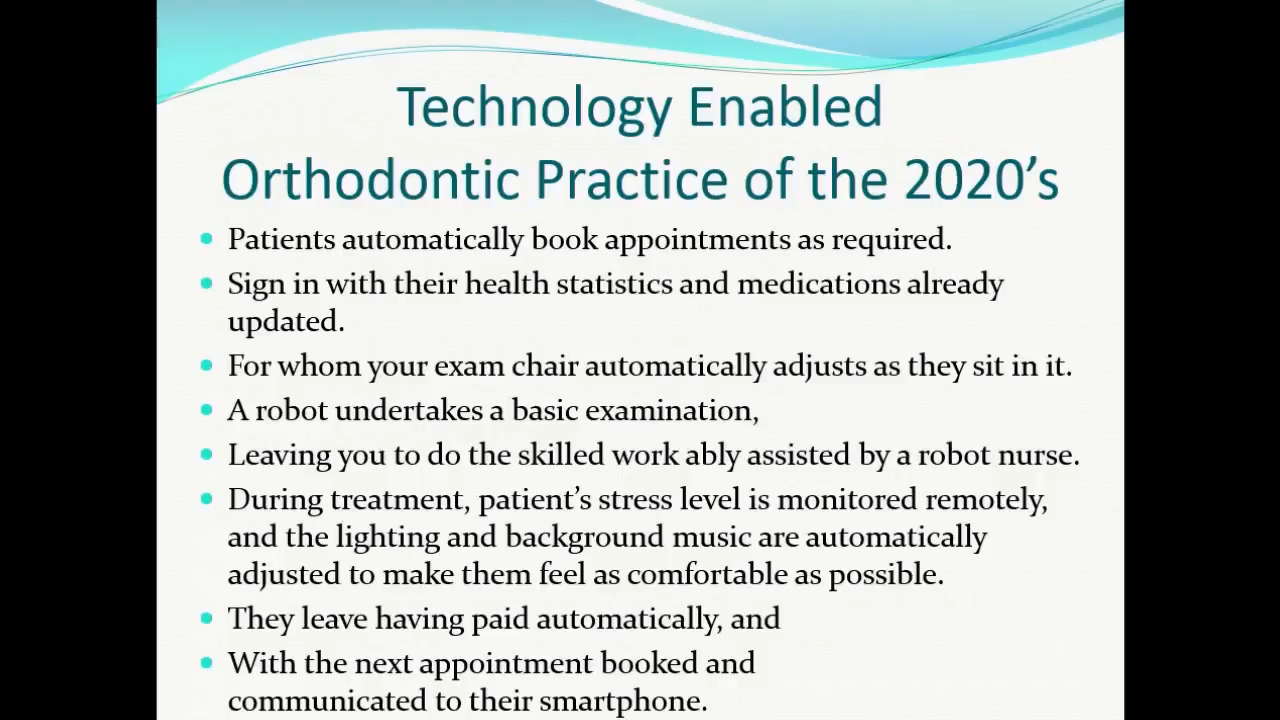 Technology Enabled
Orthodontic Practice of the 2020’s
• Patients automatically book appointments as required.
• Sign in with their health statistics and medications already
updated.
• For whom your exam chair automatically adjusts as they sit in it.
• A robot undertakes a basic examination,
• Leaving you to do the skilled work ably assisted by a robot nurse.
• During treatment, patient’s stress level is monitored remotely,
and the lighting and background music are automatically
adjusted to make them feel as comfortable as possible.
• They leave having paid automatically, and
• With the next appointment booked and
communicated to their smartphone.